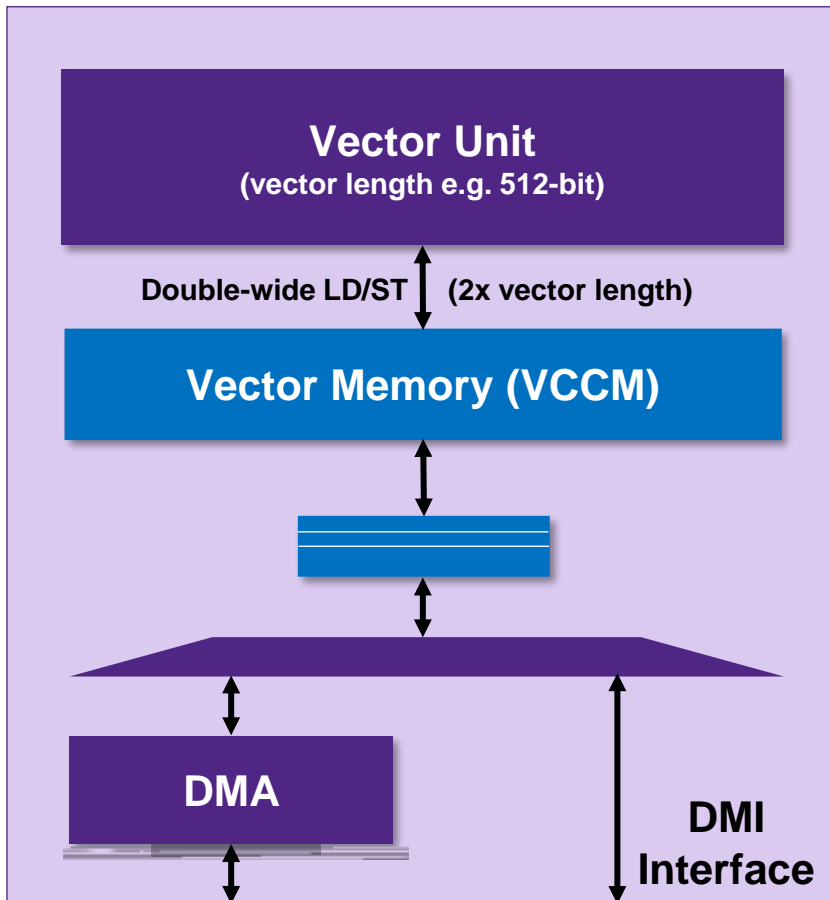 Vector Unit
(vector length e.g. 512-bit)
Double-wide LD/ST (2x vector length)
Vector Memory (VCCM)
DMA
DMI
Interface